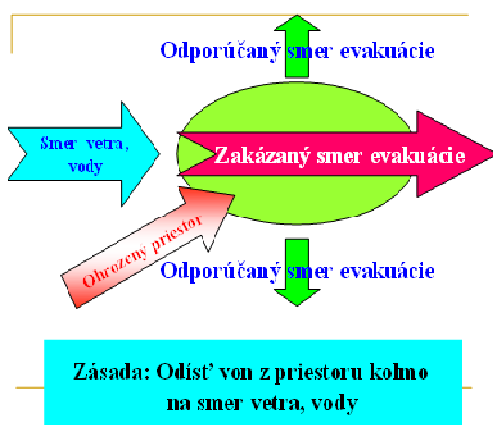 Odporúčaný smer evakuácie
Smer vetra,
vody
Zakázaný smer evakuácie
Ohrozený priestor
Odporúčaný smer evakuácie
Zásada: Odísť von z priestoru kolmo
na smer vetra, vody